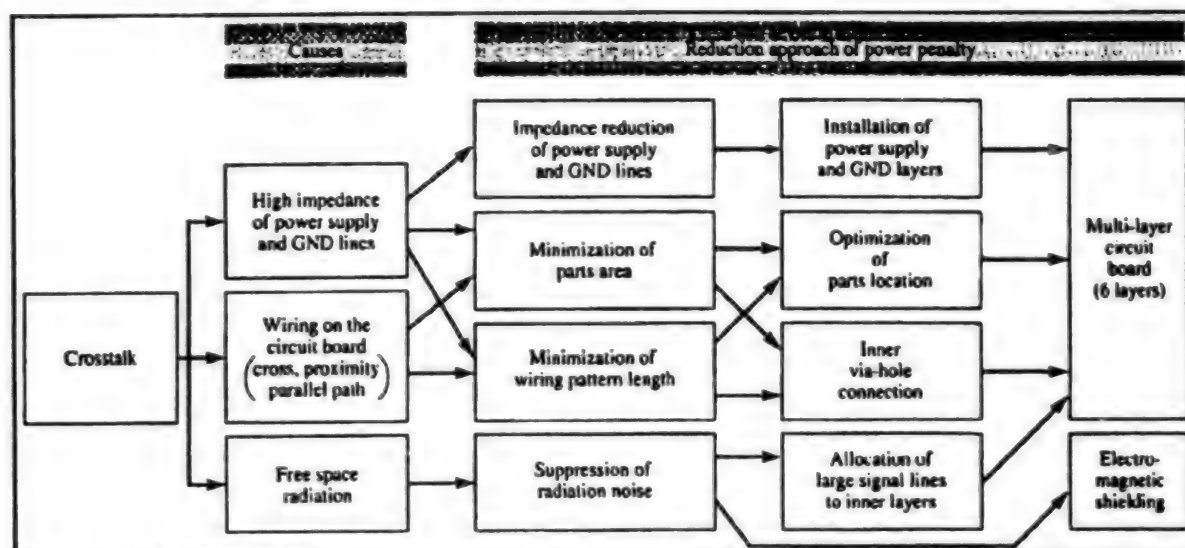 Causes
Reduction approach of power penalty
Crosstalk
High impedance
of power supply
and GND lines
Wiring on the
circuit board
(cross, proximity
parallel path)
Free space
radiation
Impedance reduction
of power supply
and GND lines
Minimization of
parts area
Minimization of
wiring pattern length
Suppression of
radiation noise
Installation of
power supply
and GND layers
Optimization
of
parts location
Inner
via-hole
connection
Allocation of
large signal lines
to inner layers
Multi-layer
circuit
board
(6 layers)
Electro-
magnetic
shielding